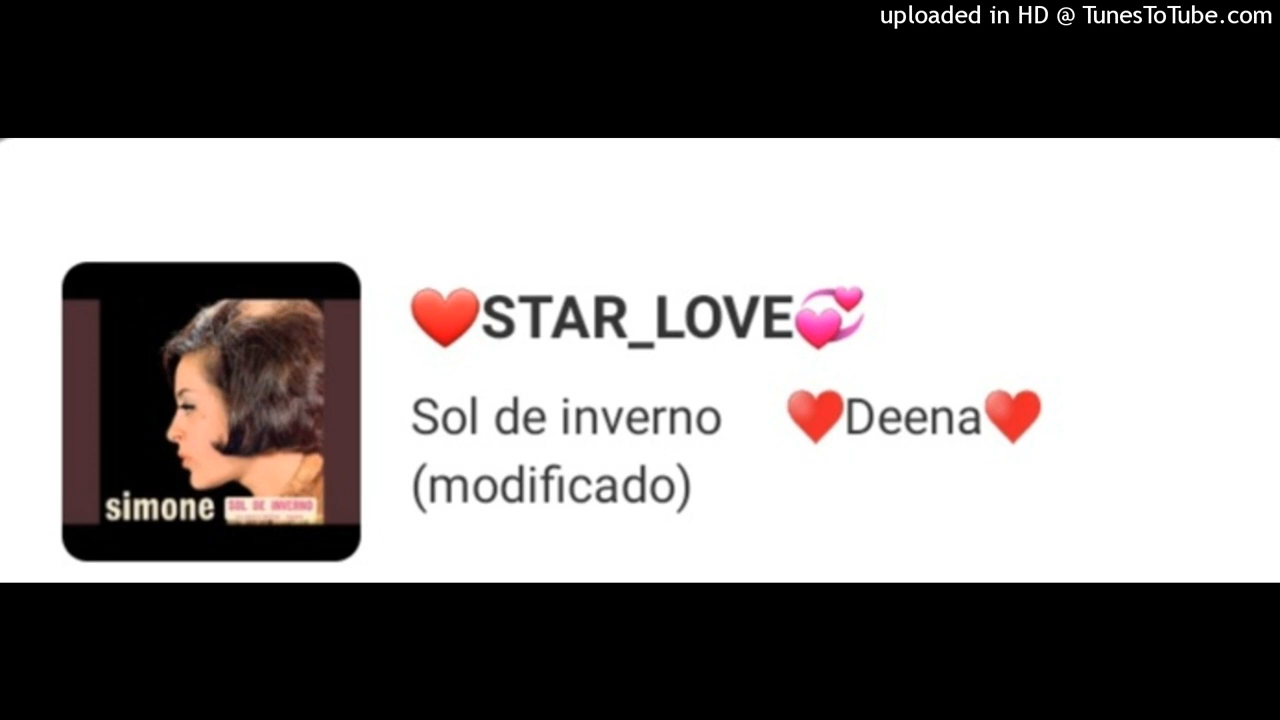 uploaded in HD @ TunesToTube.com
❤️STAR_LOVE💞
Sol de inverno ♥️Deena♥️
(modificado)
simone SOL DE INVERNO